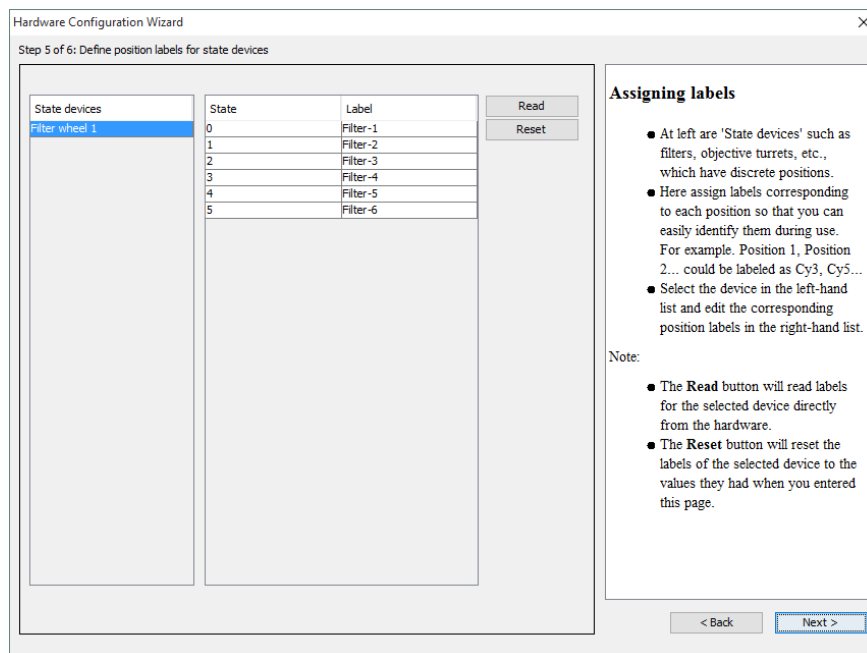 Hardware Configuration Wizard
Step 5 of 6: Define position labels for state devices
State devices
Filter wheel 1
State Label
0 Filter-1
1 Filter-2
2 Filter-3
3 Filter-4
4 Filter-5
5 Filter-6
Read
Reset
Assigning labels
At left are 'State devices' such as
filters, objective turrets, etc.,
which have discrete positions.
Here assign labels corresponding
to each position so that you can
easily identify them during use.
For example. Position 1, Position
2... could be labeled as Cy3, Cy5...
Select the device in the left-hand
list and edit the corresponding
position labels in the right-hand list.
Note:
The Read button will read labels
for the selected device directly
from the hardware.
The Reset button will reset the
labels of the selected device to the
values they had when you entered
this page.
< Back
Next >